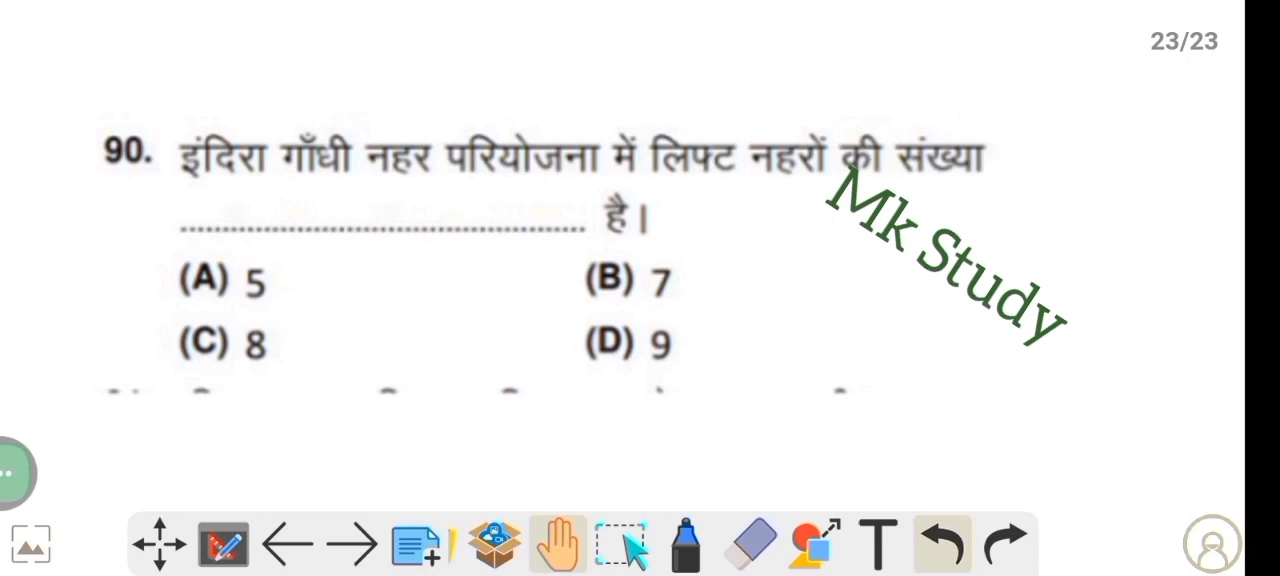 23/23
90. इंदिरा गाँधी नहर परियोजना में लिफ्ट नहरों की संख्या
................................................ है।
(A) 5 (B) 7
(C) 8 (D) 9
Mk Study